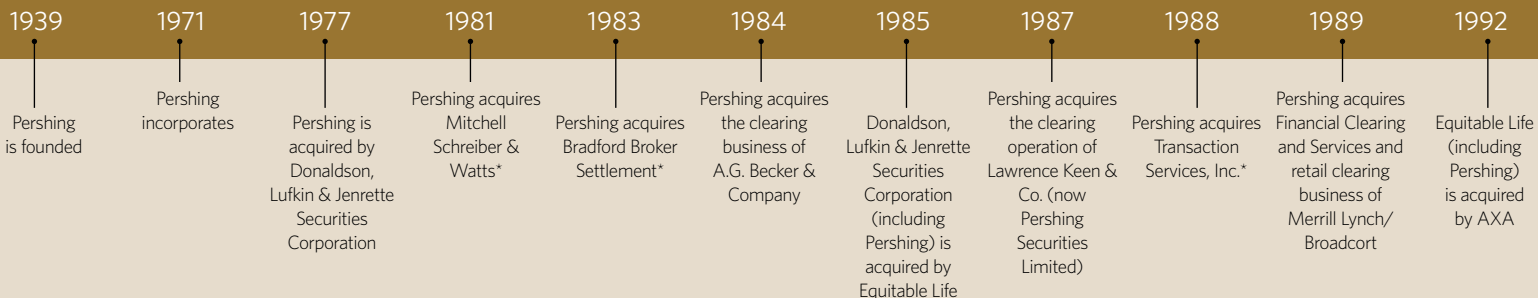 1939
Pershing
is founded
1971
Pershing
incorporates
1977
Pershing is
acquired by
Donaldson,
Lufkin & Jenrette
Securities
Corporation
1981
Pershing acquires
Mitchell
Schreiber &
Watts*
1983
Pershing acquires
Bradford Broker
Settlement*
1984
Pershing acquires
the clearing
business of
A.G. Becker &
Company
1985
Donaldson,
Lufkin & Jenrette
Securities
Corporation
(including
Pershing) is
acquired by
Equitable Life
1987
Pershing acquires
the clearing
operation of
Lawrence Keen &
Co. (now
Pershing
Securities
Limited)
1988
Pershing acquires
Transaction
Services, Inc.*
1989
Pershing acquires
Financial Clearing
and Services and
retail clearing
business of
Merrill Lynch/
Broadcort
1992
Equitable Life
(including
Pershing)
is acquired
by AXA